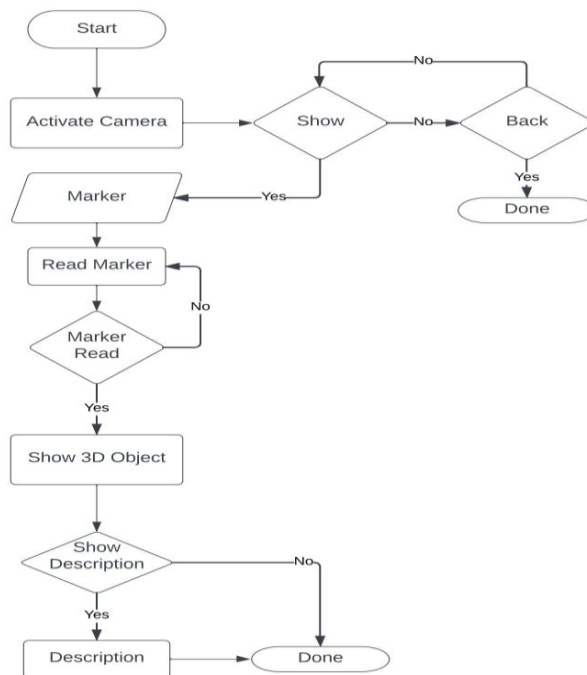 Start
No
Activate Camera
Show
No
Back
Marker
Yes
Yes
Done
Read Marker
No
Marker
Read
Yes
Show 3D Object
Show
Description
No
Yes
Description
Done